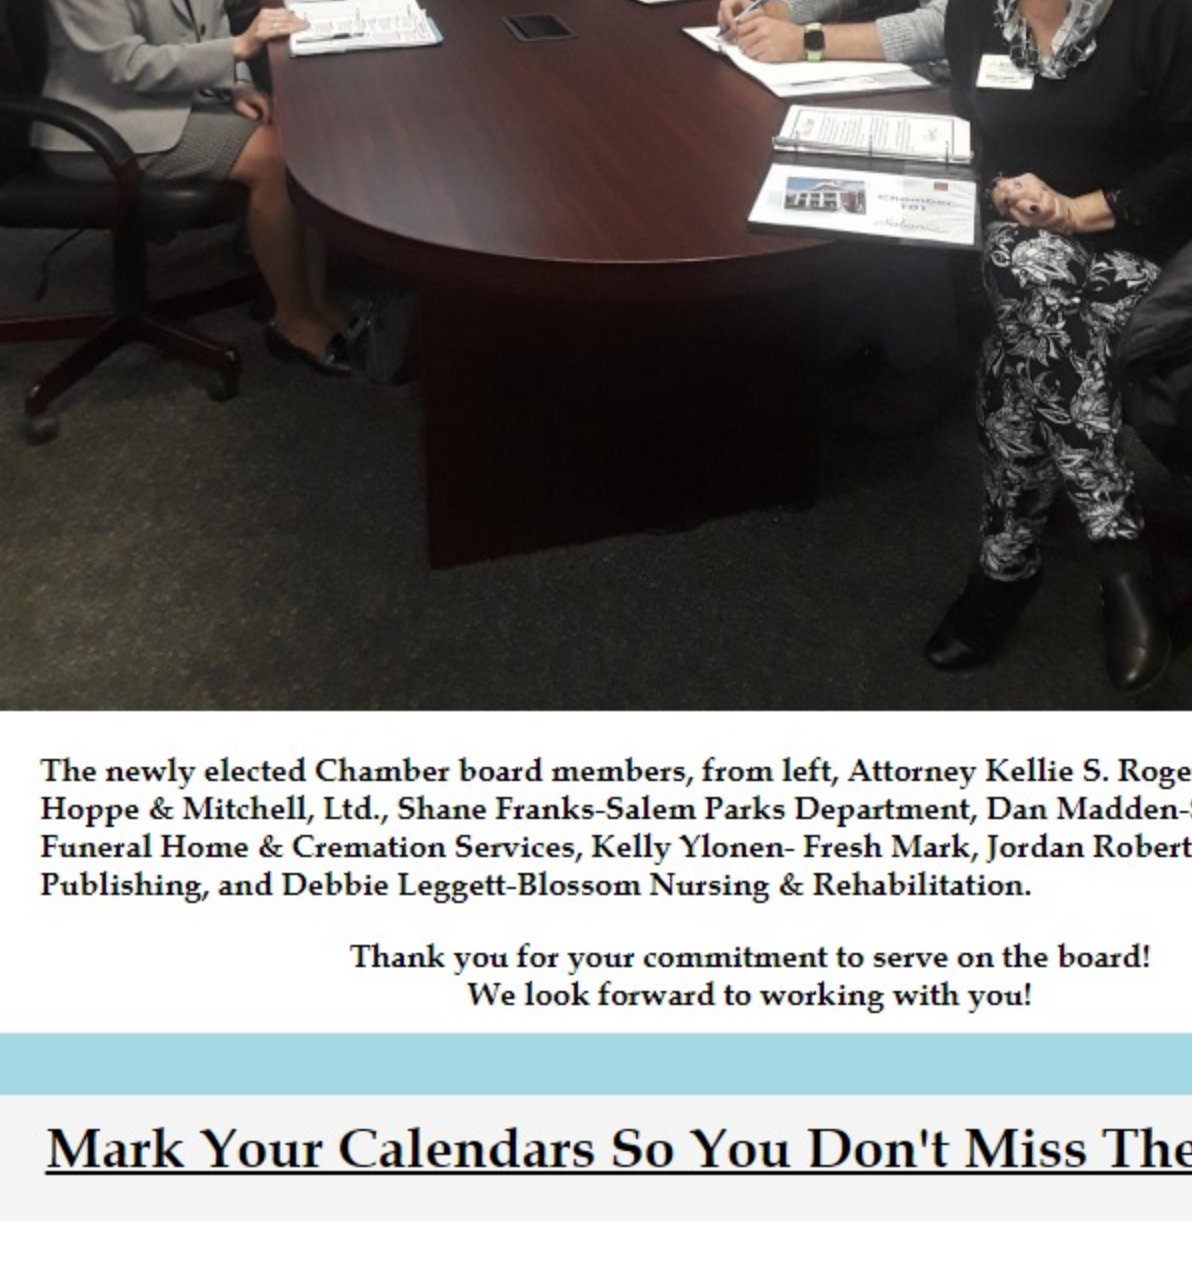 Chamber
101
The newly elected Chamber board members, from left, Attorney Kellie S. Roge
Hoppe & Mitchell, Ltd., Shane Franks-Salem Parks Department, Dan Madden-
Funeral Home & Cremation Services, Kelly Ylonen- Fresh Mark, Jordan Robert
Publishing, and Debbie Leggett-Blossom Nursing & Rehabilitation.
Thank you for your commitment to serve on the board!
We look forward to working with you!
Mark Your Calendars So You Don't Miss The